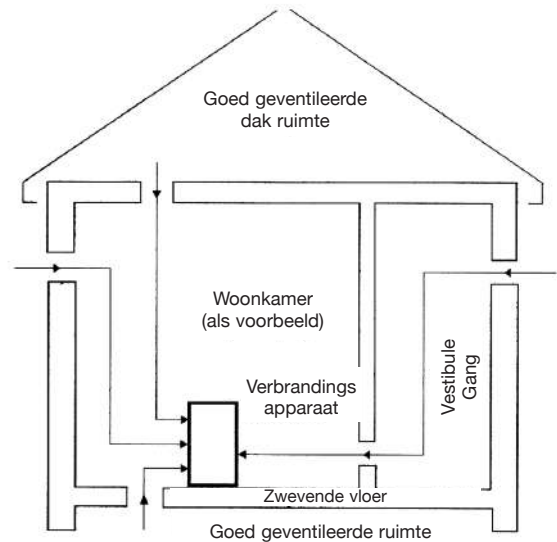 Goed geventileerde
dak ruimte
Woonkamer
(als voorbeeld)
Verbrandings
apparaat
Vestibule
Gang
Zwevende vloer
Goed geventileerde ruimte